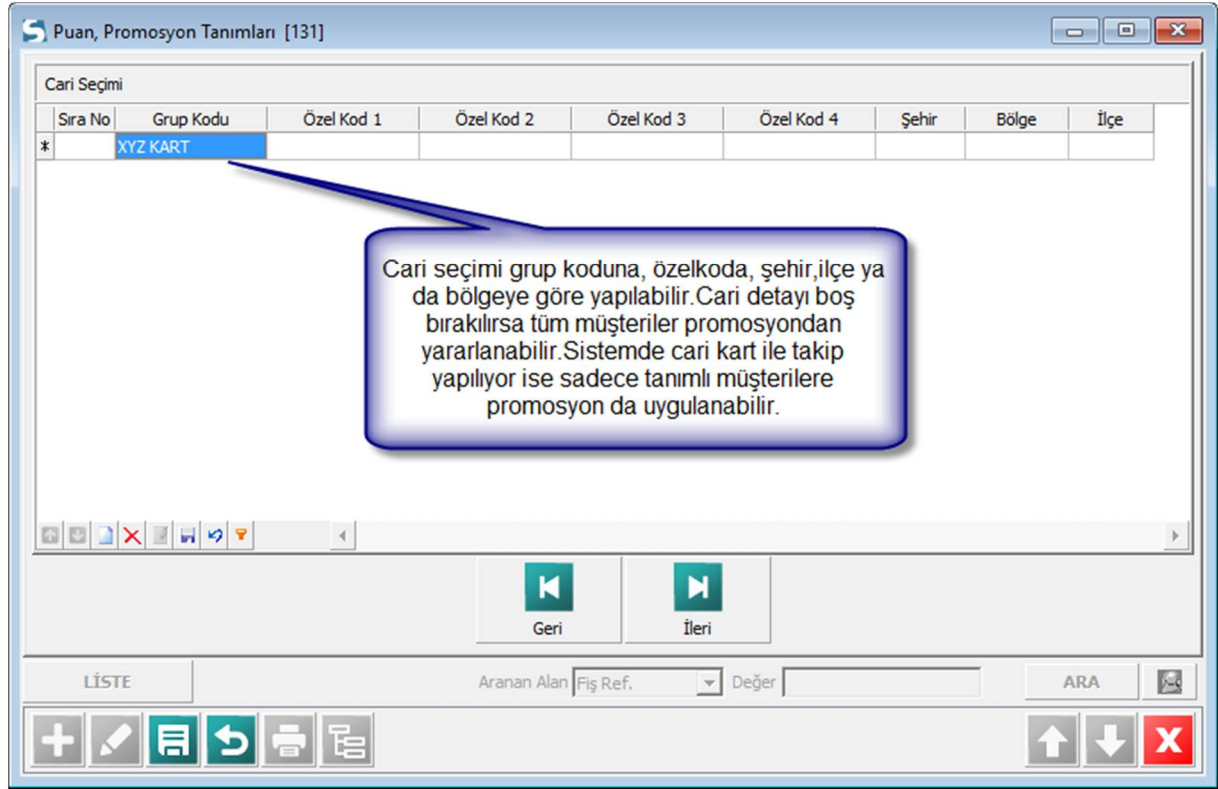 Puan, Promosyon Tanımları [131]
Cari Seçimi
Sıra No Grup Kodu Özel Kod 1 Özel Kod 2 Özel Kod 3 Özel Kod 4 Şehir Bölge İlçe
* XYZ KART
Cari seçimi grup koduna, özelkoda, şehir,ilçe ya
da bölgeye göre yapılabilir.Cari detayı boş
bırakılırsa tüm müşteriler promosyondan
yararlanabilir.Sistemde cari kart ile takip
yapılıyor ise sadece tanımlı müşterilere
promosyon da uygulanabilir.
Geri İleri
LİSTE Aranan Alan Fiş Ref. Değer ARA